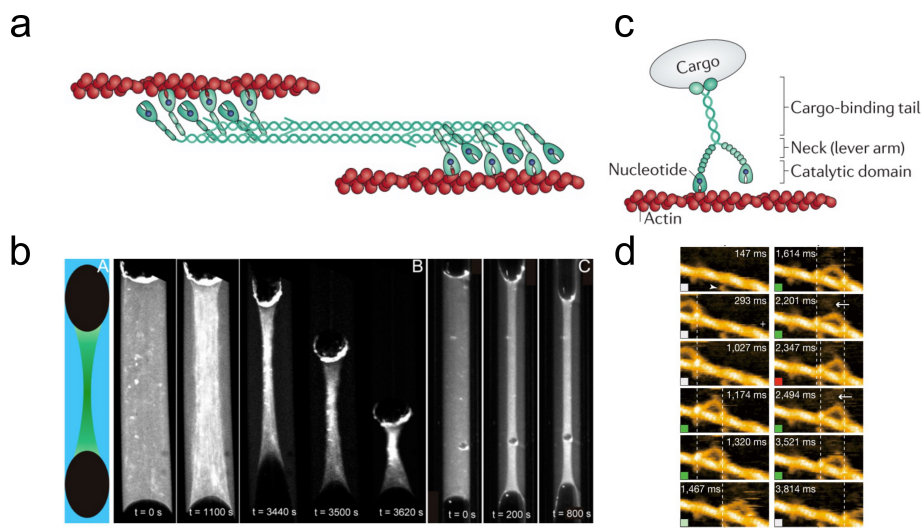 a
c
Cargo
Cargo-binding tail
Neck (lever arm)
Nucleotide
Catalytic domain
Actin
b
A
B
C
t = 0 s
t = 1100 s
t = 3440 s
t = 3500 s
t = 3620 s
t = 0 s
t = 200 s
t = 800 s
d
147 ms
1,614 ms
293 ms
2,201 ms
1,027 ms
2,347 ms
1,174 ms
2,494 ms
1,320 ms
3,521 ms
1,467 ms
3,814 ms